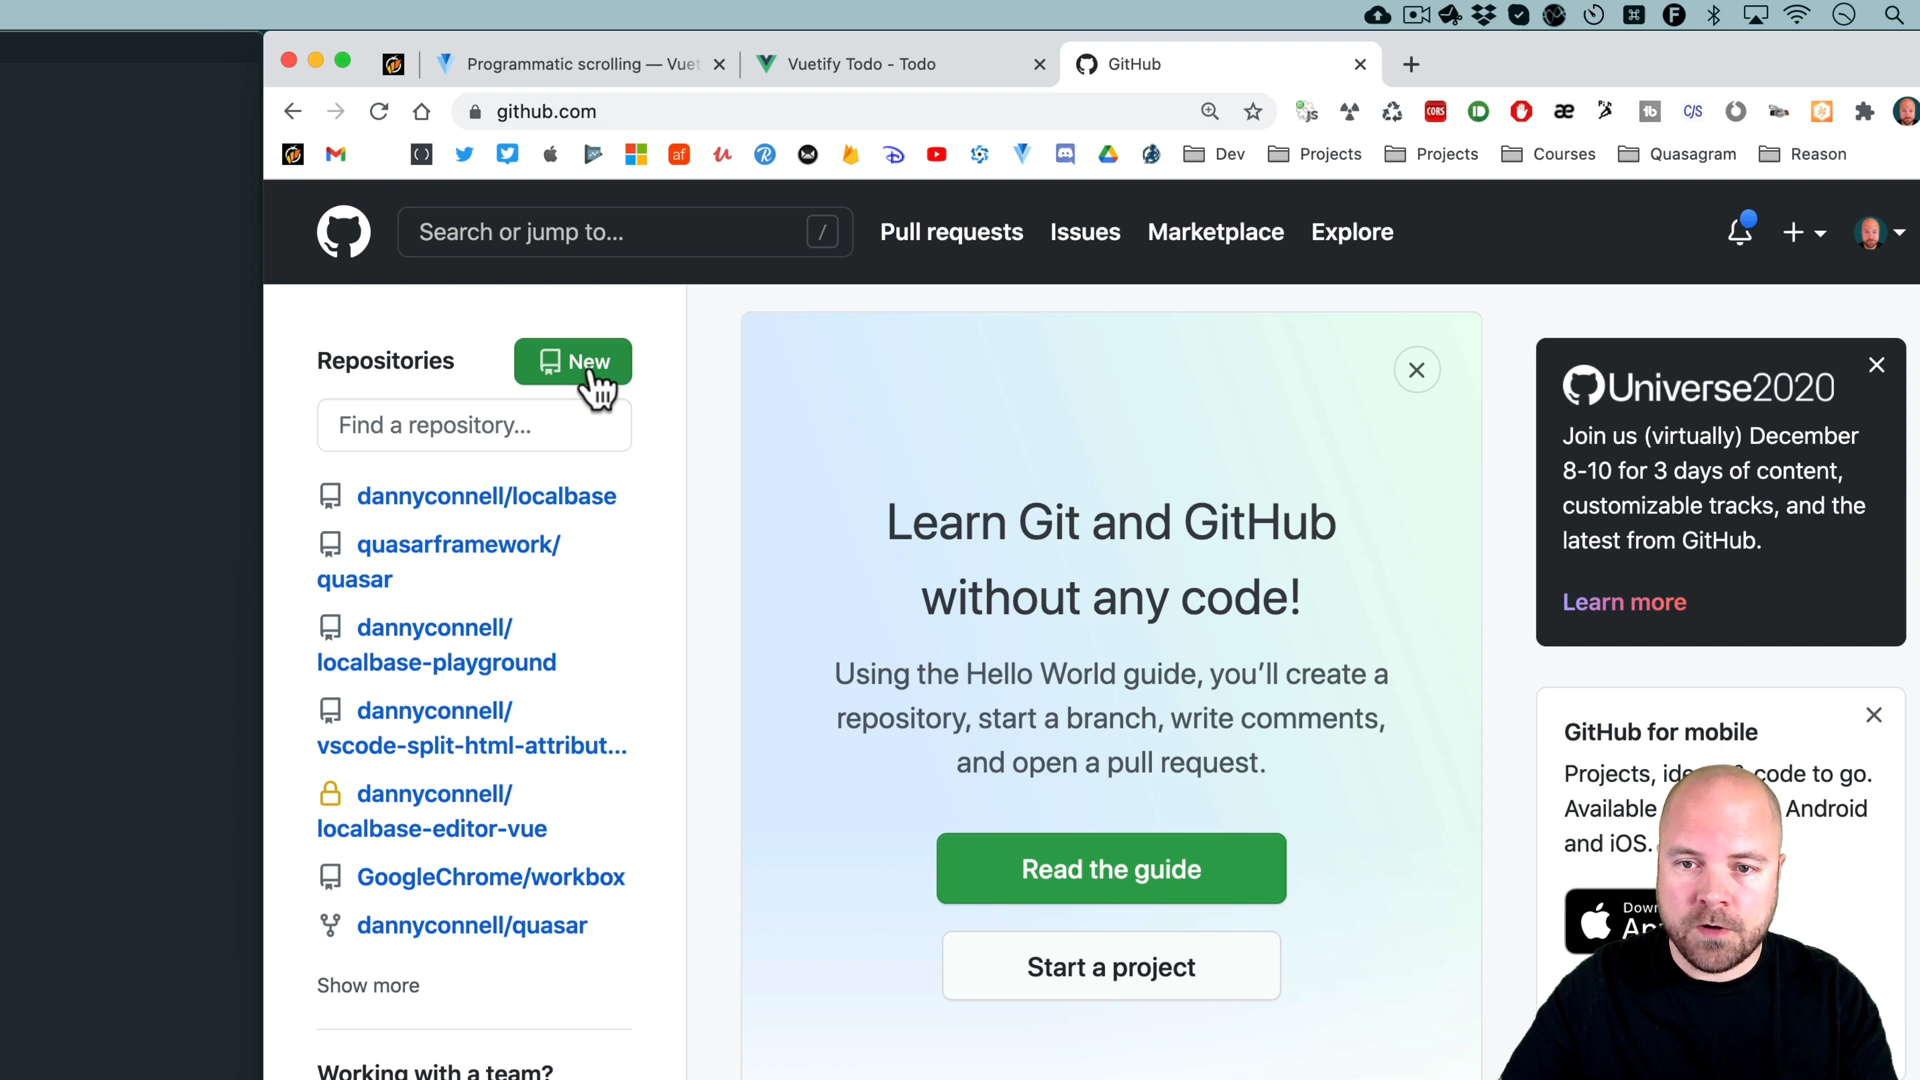 Programmatic scrolling — Vuet
Vuetify Todo - Todo
GitHub
github.com
Dev
Projects
Projects
Courses
Quasagram
Reason
Search or jump to...
/
Pull requests
Issues
Marketplace
Explore
Repositories
New
Find a repository...
dannyconnell/localbase
quasarframework/
quasar
dannyconnell/
localbase-playground
dannyconnell/
vscode-split-html-attribut...
dannyconnell/
localbase-editor-vue
GoogleChrome/workbox
dannyconnell/quasar
Show more
Working with a team?
Learn Git and GitHub
without any code!
Using the Hello World guide, you’ll create a
repository, start a branch, write comments,
and open a pull request.
Read the guide
Start a project
Universe2020
Join us (virtually) December
8-10 for 3 days of content,
customizable tracks, and the
latest from GitHub.
Learn more
GitHub for mobile
Projects, ide code to go.
Available Android
and iOS.